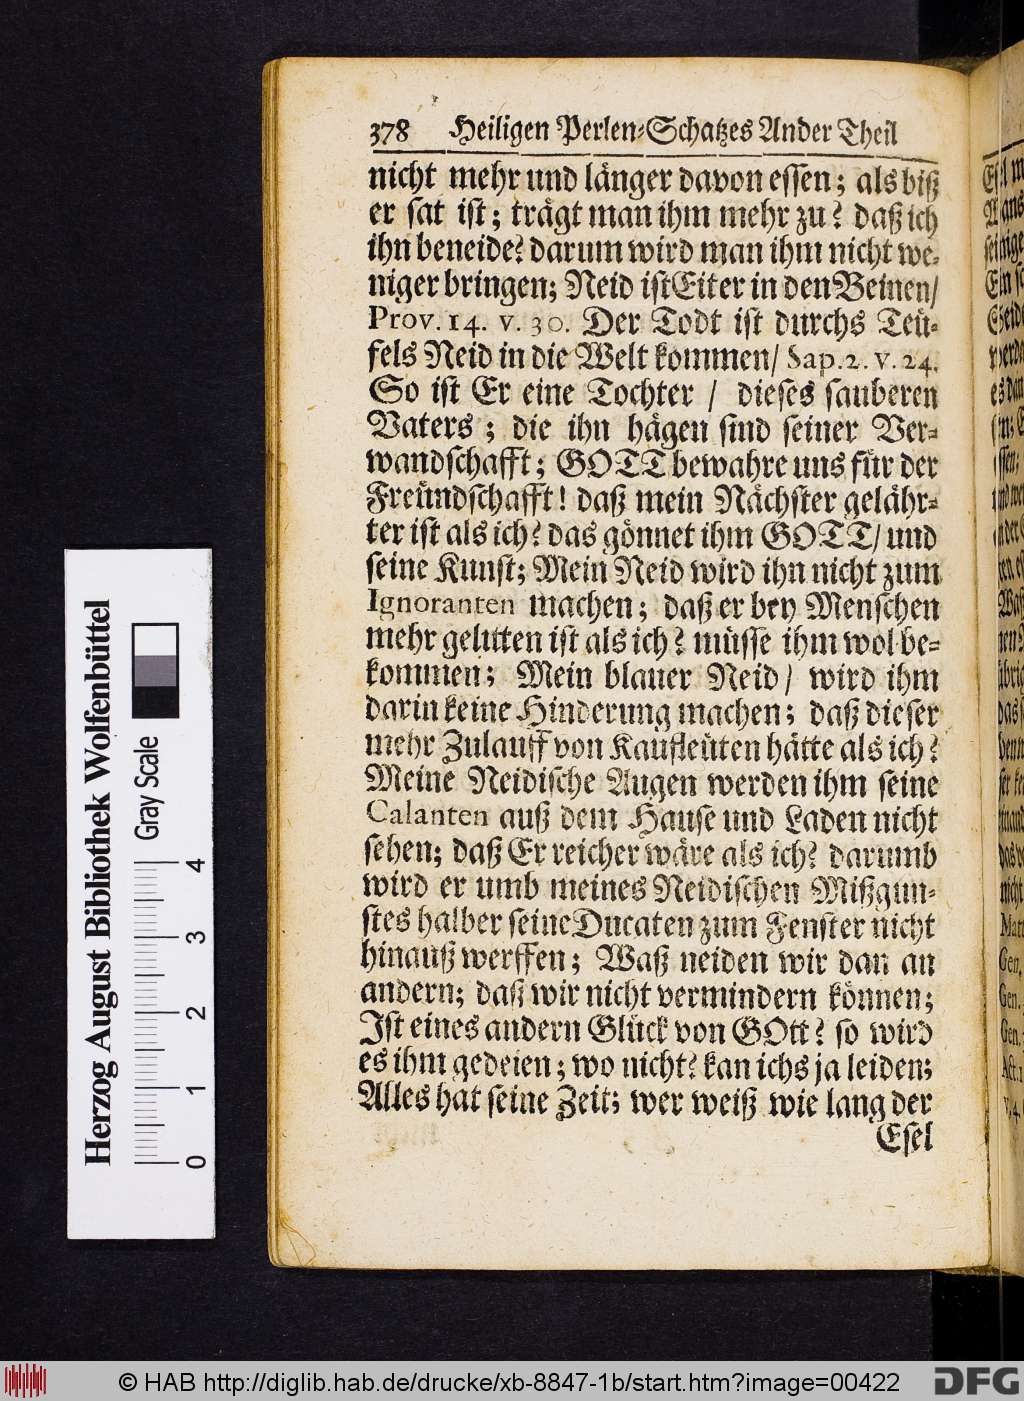 378 Heiligen Perlen-Schatzes Ander Theil
nicht mehr und länger davon essen; als biß
er sat ist; trägt man ihm mehr zu? daß ich
ihn beneide? darum wird man ihm nicht we-
niger bringen; Neid ist Eiter in den Beinen/
Prov. 14. v. 30. Der Todt ist durchs Teü-
fels Neid in die Welt kommen/ Sap. 2. v. 24.
So ist Er eine Tochter / dieses sauberen
Vaters ; die ihn hägen sind seiner Ver-
wandschafft; GOTT bewahre uns für der
Freündschafft! daß mein Nächster gelähr-
ter ist als ich? das gönnet ihm GOTT/ und
seine Kunst; Mein Neid wird ihn nicht zum
Ignoranten machen; daß er bey Menschen
mehr gelitten ist als ich? müsse ihm wol be-
kommen; Mein blauer Neid/ wird ihm
darin keine Hinderung machen; daß dieser
mehr Zulauff von Kaufleüten hätte als ich?
Meine Neidische Augen werden ihm seine
Calanten auß dem Hause und Laden nicht
sehen; daß Er reicher wäre als ich? darumb
wird er umb meines Neidischen Mißgun-
stes halber seine Ducaten zum Fenster nicht
hinauß werffen; Waß neiden wir dan an
andern; daß wir nicht vermindern können;
Ist eines andern Glück von GOtt? so wird
es ihm gedeien; wo nicht? kan ichs ja leiden;
Alles hat seine Zeit; wer weiß wie lang der
Esel
Herzog August Bibliothek Wolfenbüttel
Gray Scale
0 1 2 3 4
© HAB http://diglib.hab.de/drucke/xb-8847-1b/start.htm?image=00422
DFG